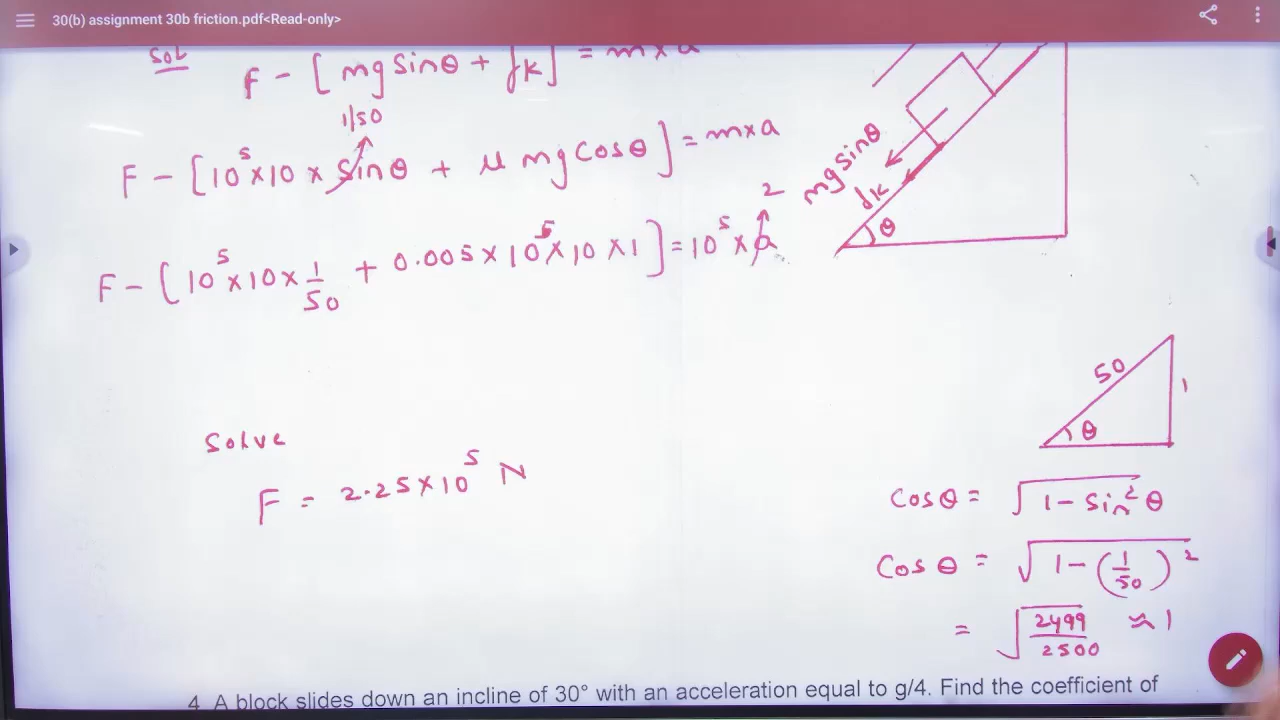 30(b) assignment 30b friction.pdf<Read-only>
Sol
F - [mg sinθ + fk] = m x a
1/50
F - [10^5 x 10 x sinθ + μ mg cosθ] = m x a
2
F - [10^5 x 10 x 1/50 + 0.005 x 10^5 x 10 x 1] = 10^5 x a
mg sinθ
fk
θ
50
1
θ
Solve
F = 2.25 x 10^5 N
Cosθ = √(1 - Sin^2 θ)
Cosθ = √(1 - (1/50)^2)
= √(2499/2500) ≈ 1
4 A block slides down an incline of 30° with an acceleration equal to g/4. Find the coefficient of